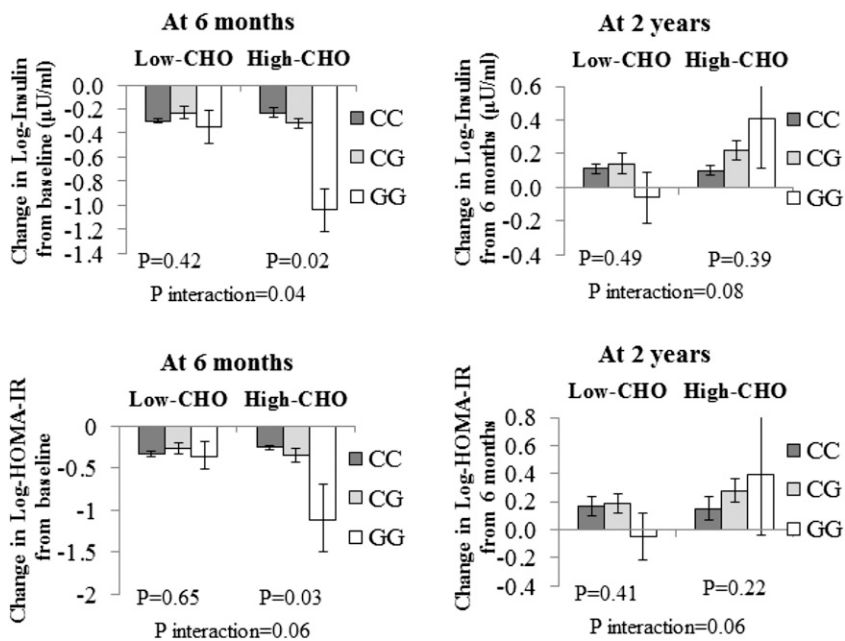 At 6 months
Low-CHO High-CHO
Change in Log-Insulin
from baseline (μU/ml)
0.0
-0.2
-0.4
-0.6
-0.8
-1.0
-1.2
-1.4
CC
CG
GG
P=0.42 P=0.02
P interaction=0.04
At 2 years
Low-CHO High-CHO
Change in Log-Insulin
from 6 months (μU/ml)
0.6
0.4
0.2
0.0
-0.2
-0.4
CC
CG
GG
P=0.49 P=0.39
P interaction=0.08
At 6 months
Low-CHO High-CHO
Change in Log-HOMA-IR
from baseline
0
-0.5
-1
-1.5
-2
CC
CG
GG
P=0.65 P=0.03
P interaction=0.06
At 2 years
Low-CHO High-CHO
Change in Log-HOMA-IR
from 6 months
0.8
0.6
0.4
0.2
0.0
-0.2
-0.4
CC
CG
GG
P=0.41 P=0.22
P interaction=0.06